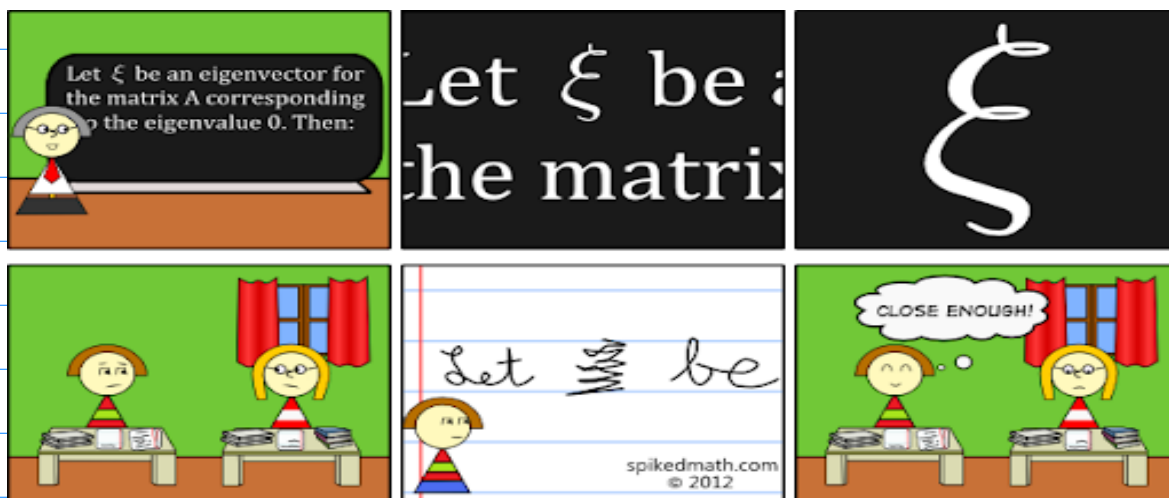 Let ξ be an eigenvector for
the matrix A corresponding
to the eigenvalue 0. Then:
Let ξ be a
the matrix
ξ
Let be
spikedmath.com
© 2012
CLOSE ENOUGH!